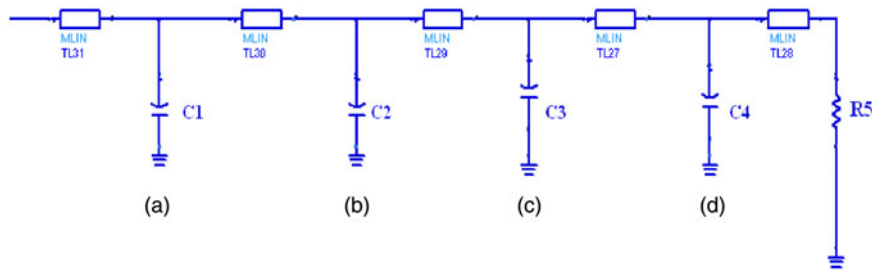 MLIN MLIN MLIN MLIN MLIN
TL31 TL30 TL29 TL27 TL28
C1 C2 C3 C4 R5
(a) (b) (c) (d)